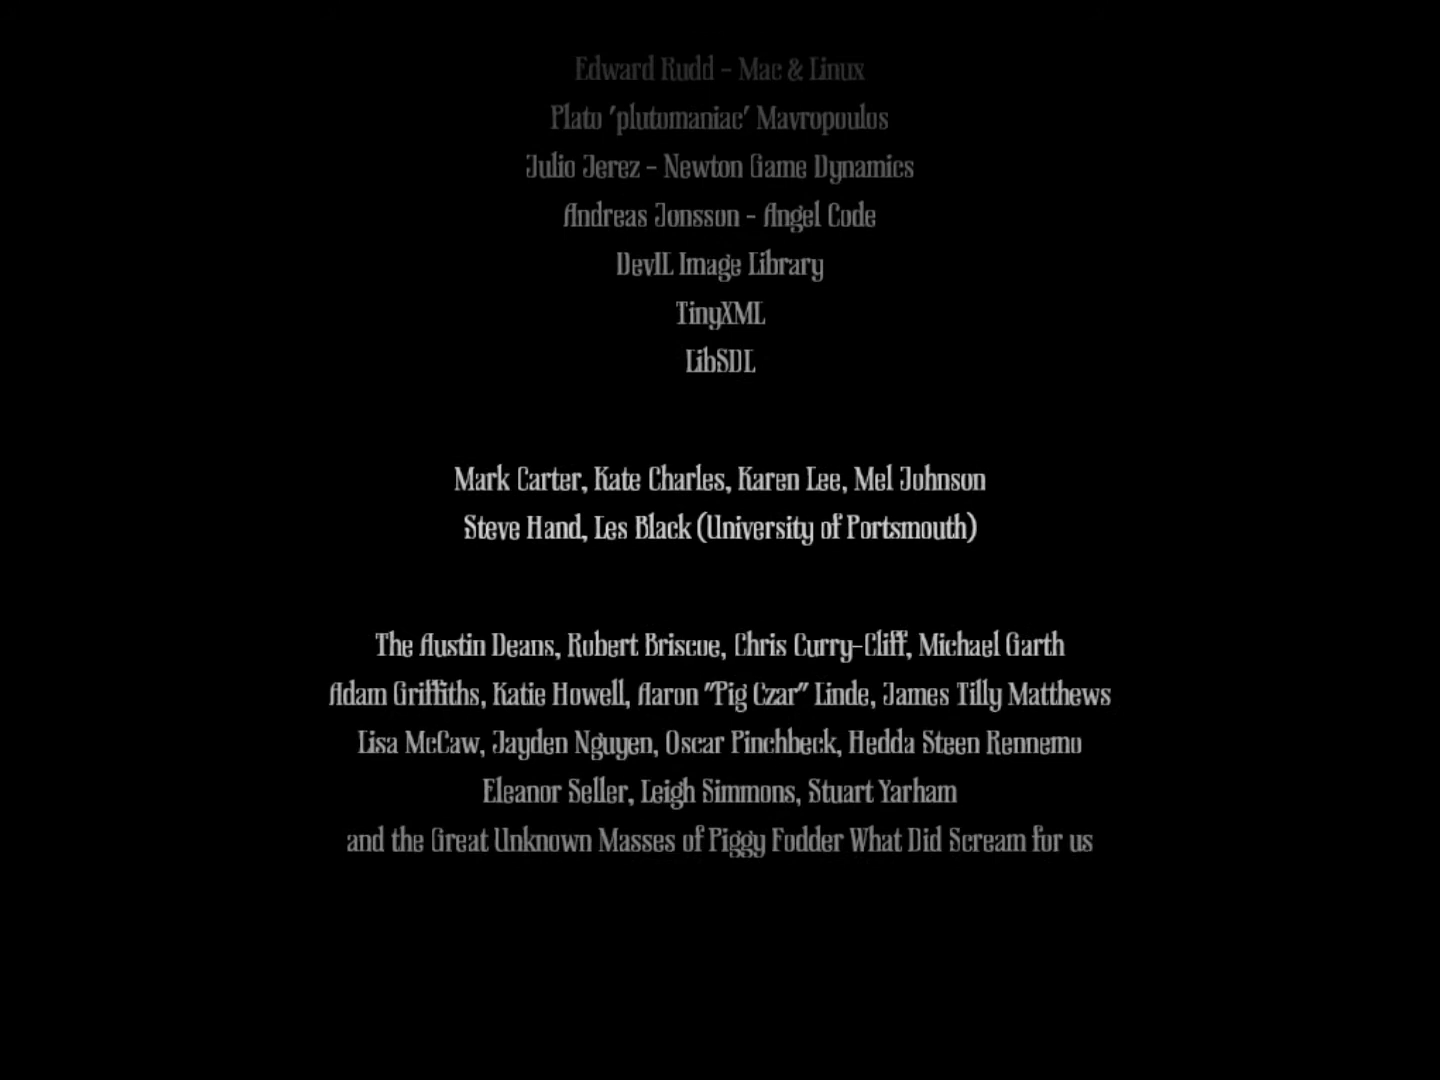 Edward Rudd - Mac & Linux
Plato 'plutomaniac' Mavropoulos
Julio Jerez - Newton Game Dynamics
Andreas Jonsson - Angel Code
DevIL Image Library
TinyXML
LibSDL
Mark Carter, Kate Charles, Karen Lee, Mel Johnson
Steve Hand, Les Black (University of Portsmouth)
The Austin Deans, Robert Briscoe, Chris Curry-Cliff, Michael Garth
Adam Griffiths, Katie Howell, Aaron "Pig Czar" Linde, James Tilly Matthews
Lisa McCaw, Jayden Nguyen, Oscar Pinchbeck, Hedda Steen Rennemo
Eleanor Seller, Leigh Simmons, Stuart Yarham
and the Great Unknown Masses of Piggy Fodder What Did Scream for us